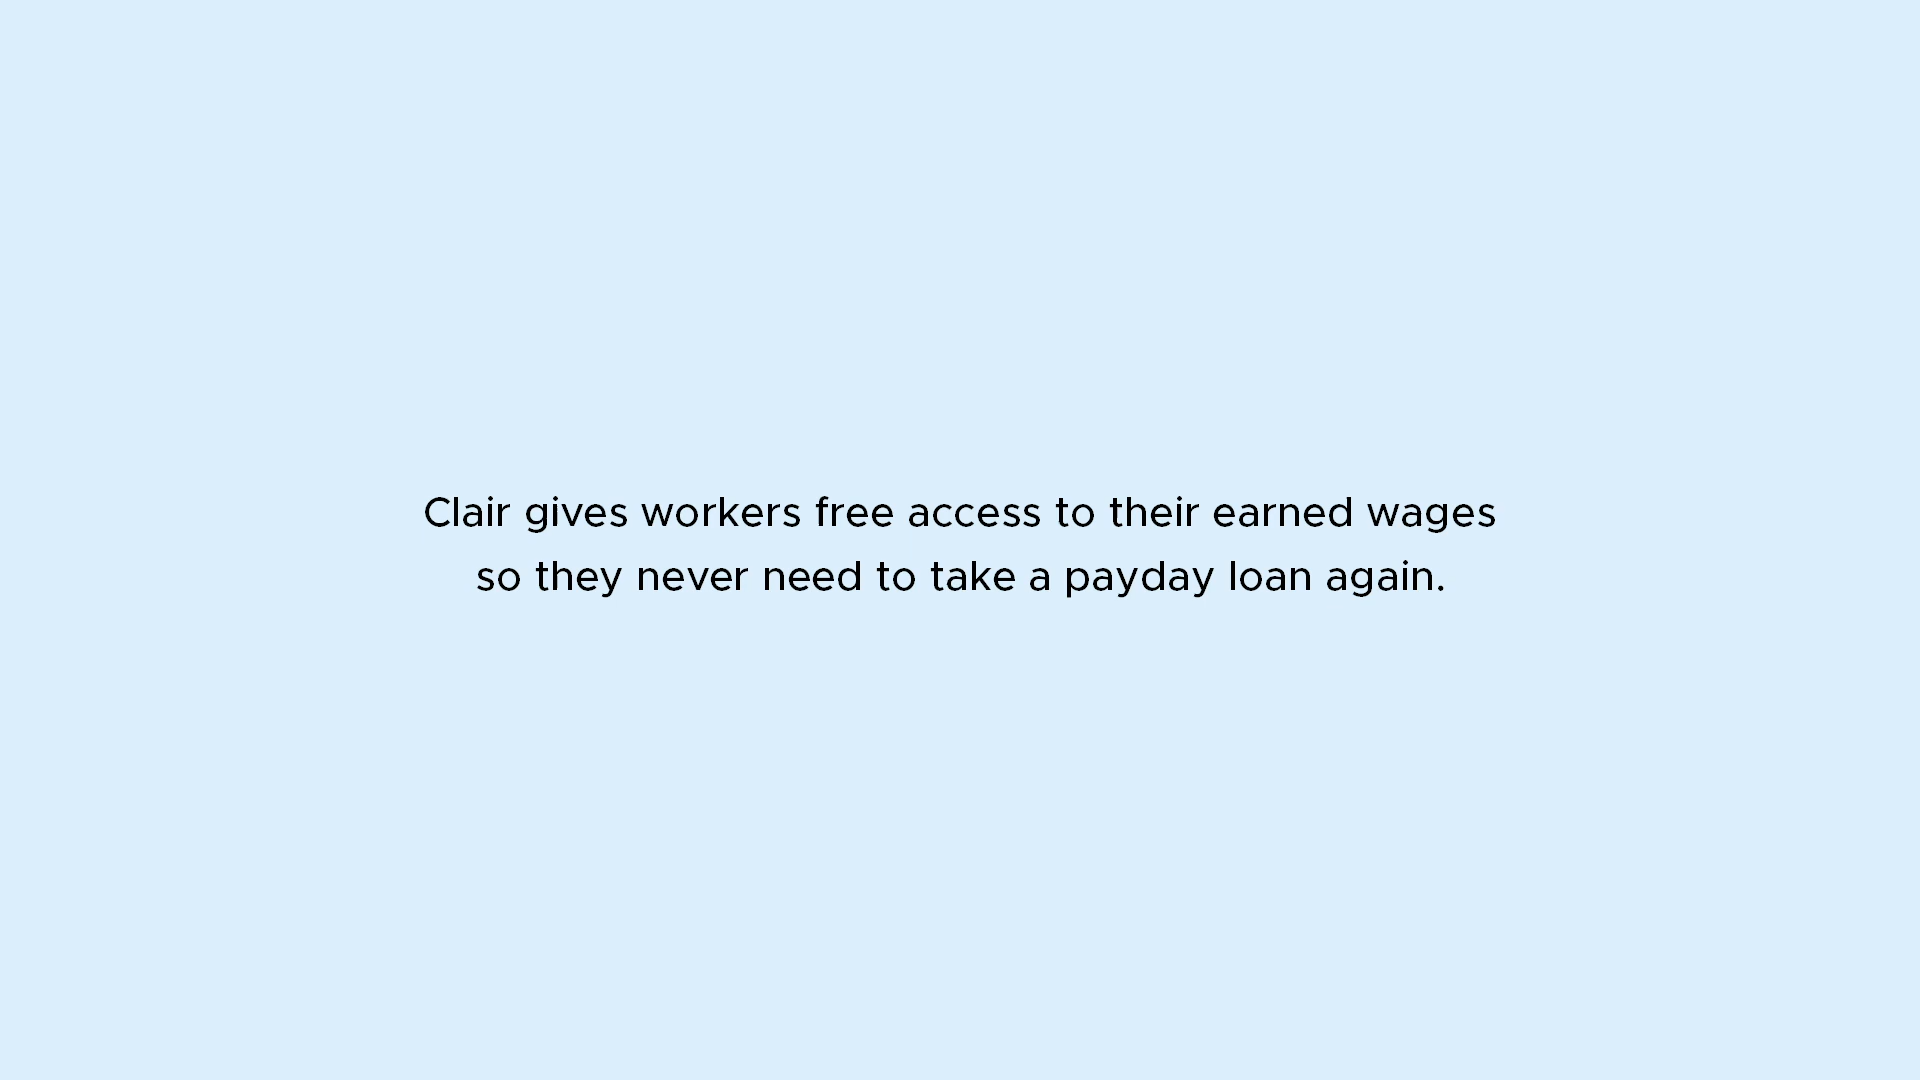 Clair gives workers free access to their earned wages
so they never need to take a payday loan again.